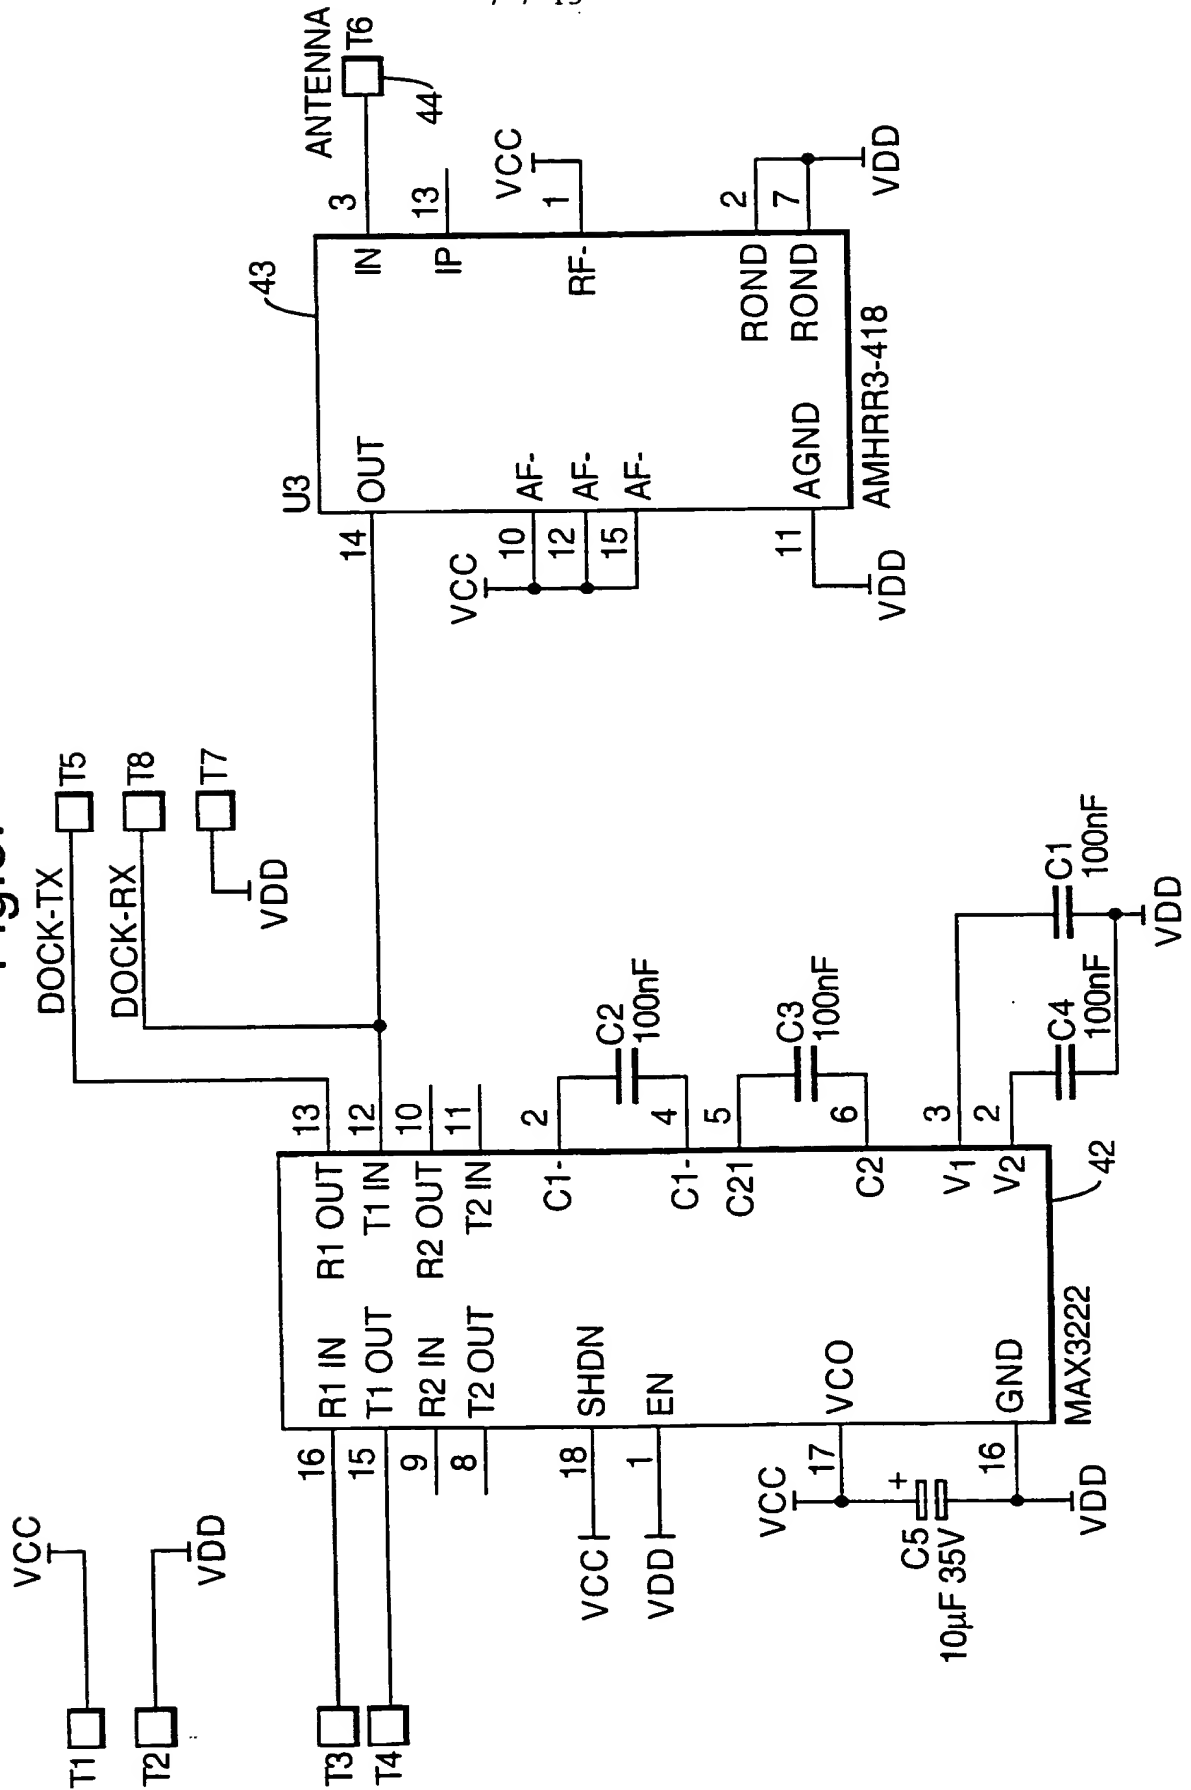 VCC
T1
VDD
T2
T3
T4
16
15
9
8
R1 IN
T1 OUT
R2 IN
T2 OUT
R1 OUT
T1 IN
R2 OUT
T2 IN
13
12
10
11
DOCK-TX
T5
DOCK-RX
T8
T7
VDD
VCC
18
SHDN
VDD
1
EN
VCC
17
VCO
C5
+
10µF 35V
16
GND
VDD
MAX3222
42
C1-
2
C2
100nF
C1-
4
C21
5
C3
100nF
C2
6
V1
3
V2
2
C4
100nF
C1
100nF
VDD
U3
43
14
OUT
IN
3
ANTENNA
T6
44
IP
13
VCC
10
AF-
12
AF-
15
AF-
RF-
1
VCC
11
AGND
VDD
ROND
2
ROND
7
VDD
AMHRR3-418